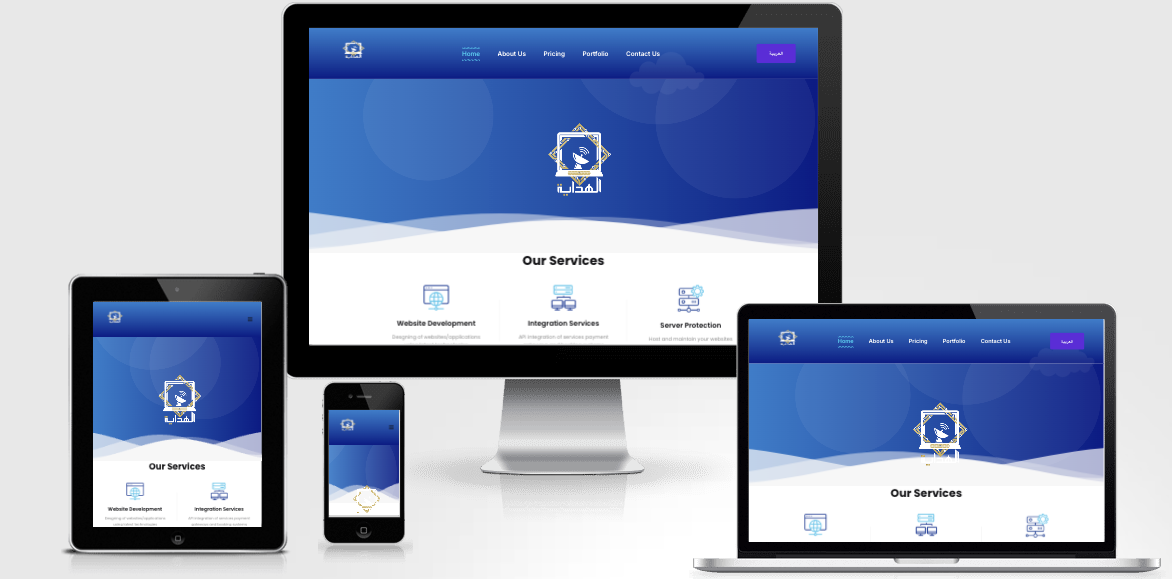 Home About Us Pricing Portfolio Contact Us العربية
الهداية
Our Services
Website Development Integration Services Server Protection
Designing of websites/applications API integration of services payment Host and maintain your websites
الهداية
Our Services
Website Development Integration Services
Home About Us Pricing Portfolio Contact Us العربية
Our Services